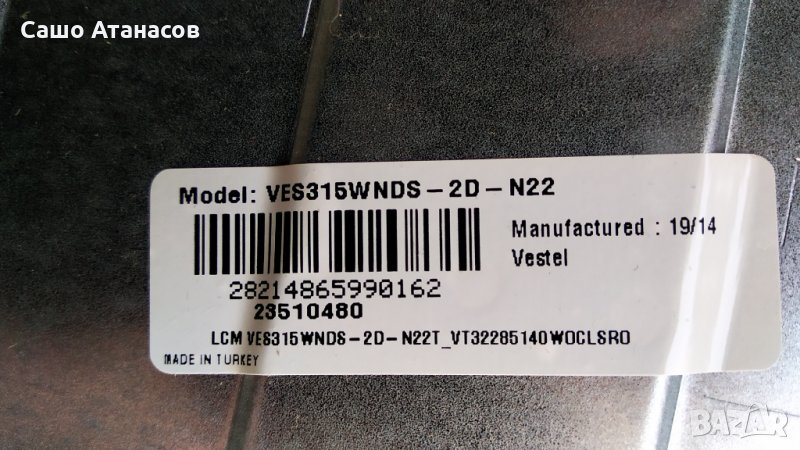 Сашо Атанасов
Model: VES315WNDS-2D-N22
Manufactured : 19/14
Vestel
28214865990162
23510480
LCM VES315WNDS-2D-N22T_VT32285140WOCLSRO
MADE IN TURKEY
BAZAR